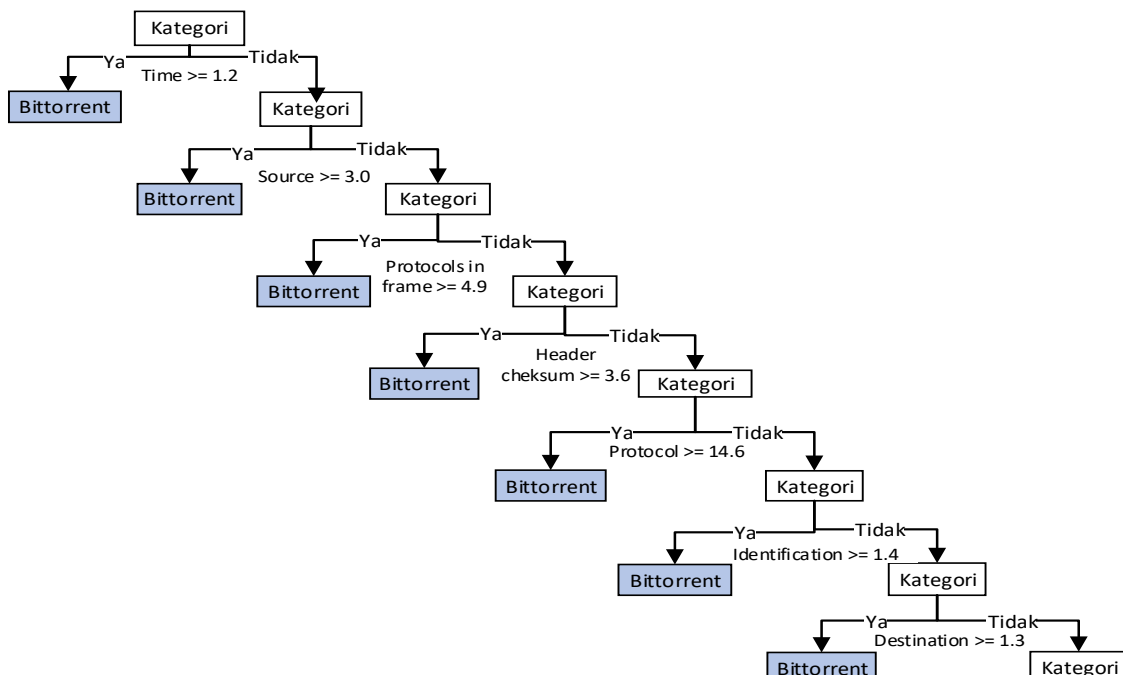 Kategori
Ya
Tidak
Time >= 1.2
Bittorrent
Kategori
Ya
Tidak
Source >= 3.0
Bittorrent
Kategori
Ya
Tidak
Protocols in
frame >= 4.9
Bittorrent
Kategori
Ya
Tidak
Header
cheksum >= 3.6
Bittorrent
Kategori
Ya
Tidak
Protocol >= 14.6
Bittorrent
Kategori
Ya
Tidak
Identification >= 1.4
Bittorrent
Kategori
Ya
Tidak
Destination >= 1.3
Bittorrent
Kategori